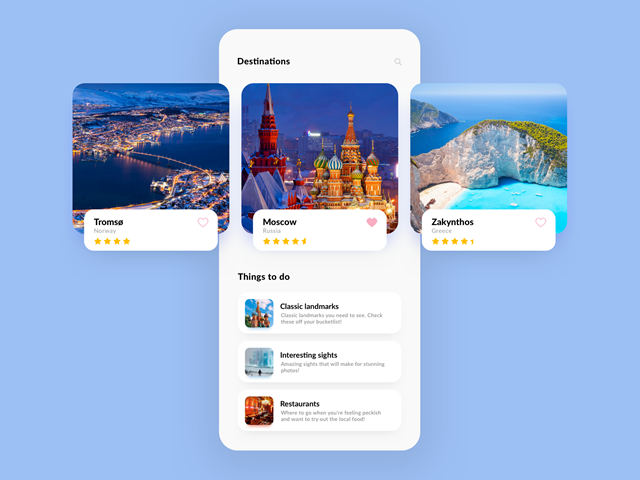 Destinations
Tromsø
Norway
Moscow
Russia
Zakynthos
Greece
Things to do
Classic landmarks
Classic landmarks you need to see. Check
these off your bucketlist!
Interesting sights
Amazing sights that will make for stunning
photos!
Restaurants
Where to go when you're feeling peckish
and want to try out the local food!